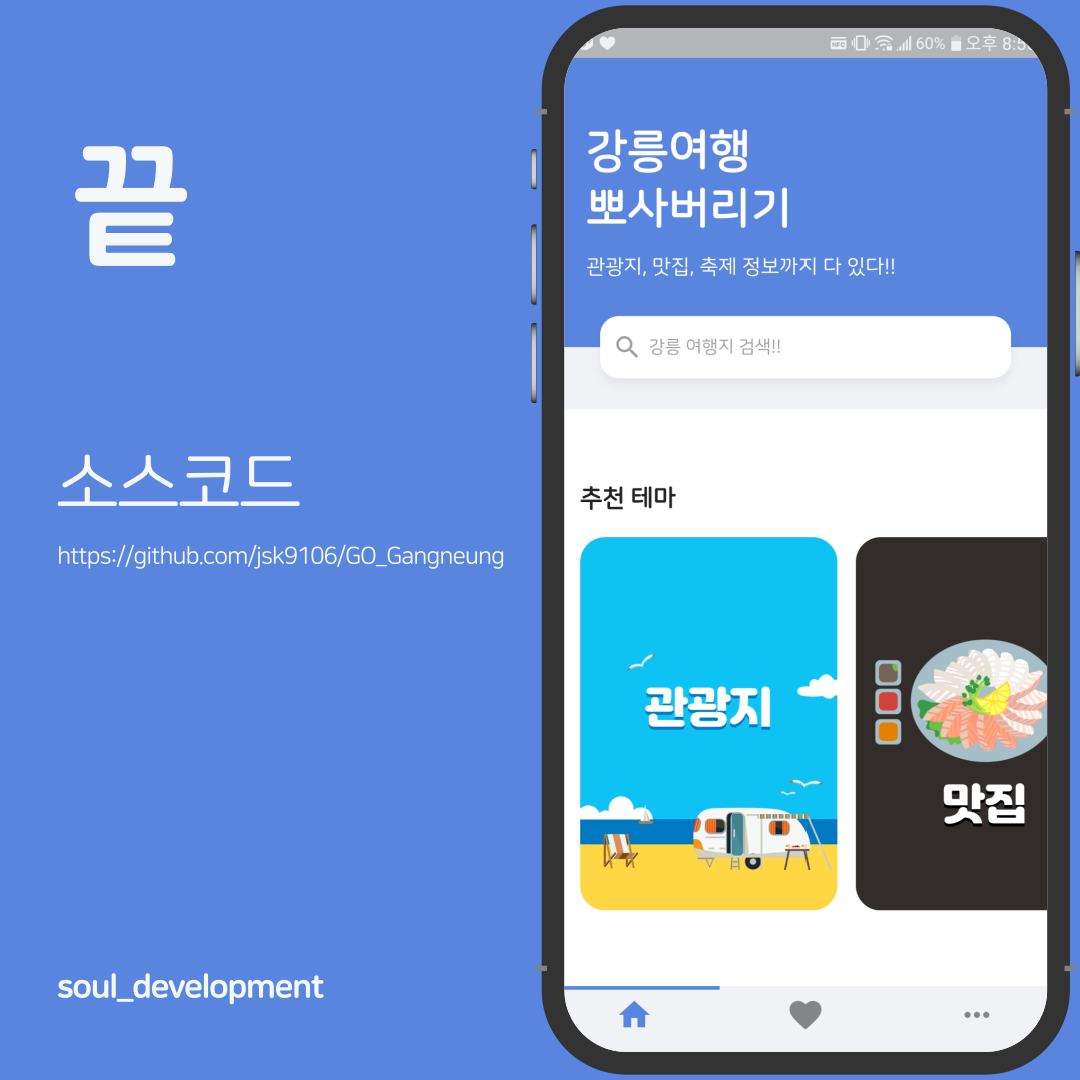 끝
소스코드
https://github.com/jsk9106/GO_Gangneung
soul_development
NFC 60% 오후 8:5
강릉여행
뽀사버리기
관광지, 맛집, 축제 정보까지 다 있다!!
강릉 여행지 검색!!
추천 테마
관광지
맛집